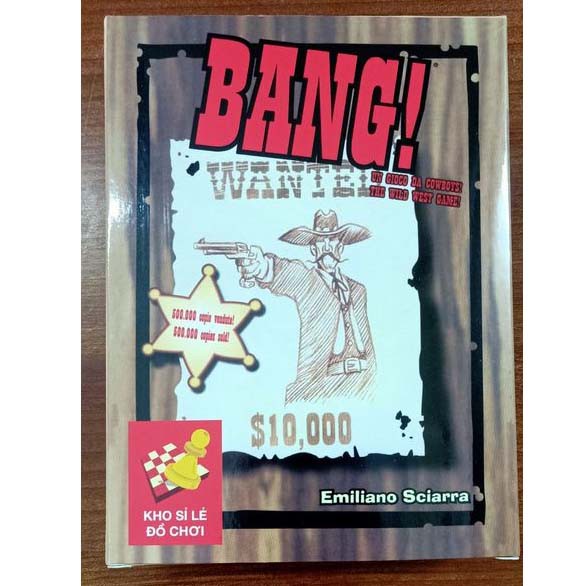 BANG!
WANTED
UN GIOCO DA COWBOYS!
THE WILD WEST GAME!
500.000 copie vendute!
500.000 copies sold!
$10,000
Emiliano Sciarra
KHO SỈ LẺ
ĐỒ CHƠI